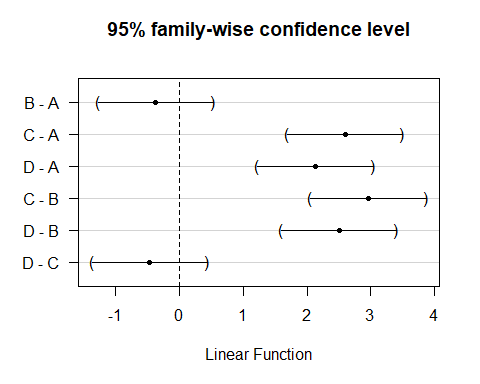 95% family-wise confidence level
B - A
C - A
D - A
C - B
D - B
D - C
-1 0 1 2 3 4
Linear Function